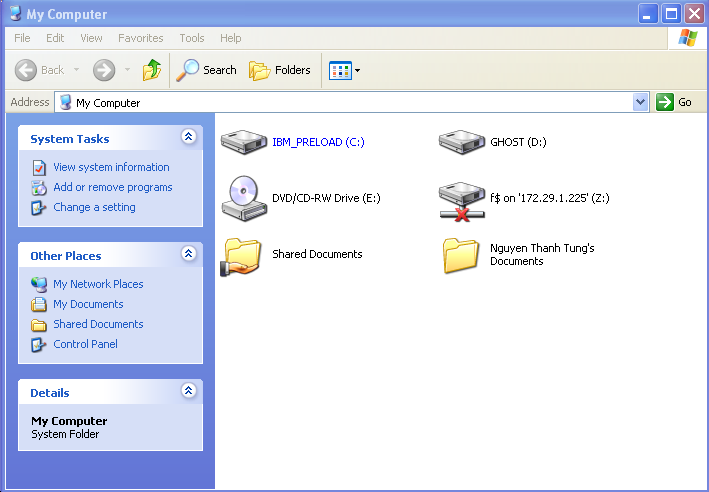 My Computer
File Edit View Favorites Tools Help
Back Search Folders
Address My Computer Go
System Tasks
View system information
Add or remove programs
Change a setting
Other Places
My Network Places
My Documents
Shared Documents
Control Panel
Details
My Computer
System Folder
IBM_PRELOAD (C:)
GHOST (D:)
DVD/CD-RW Drive (E:)
f$ on '172.29.1.225' (Z:)
Shared Documents
Nguyen Thanh Tung's
Documents